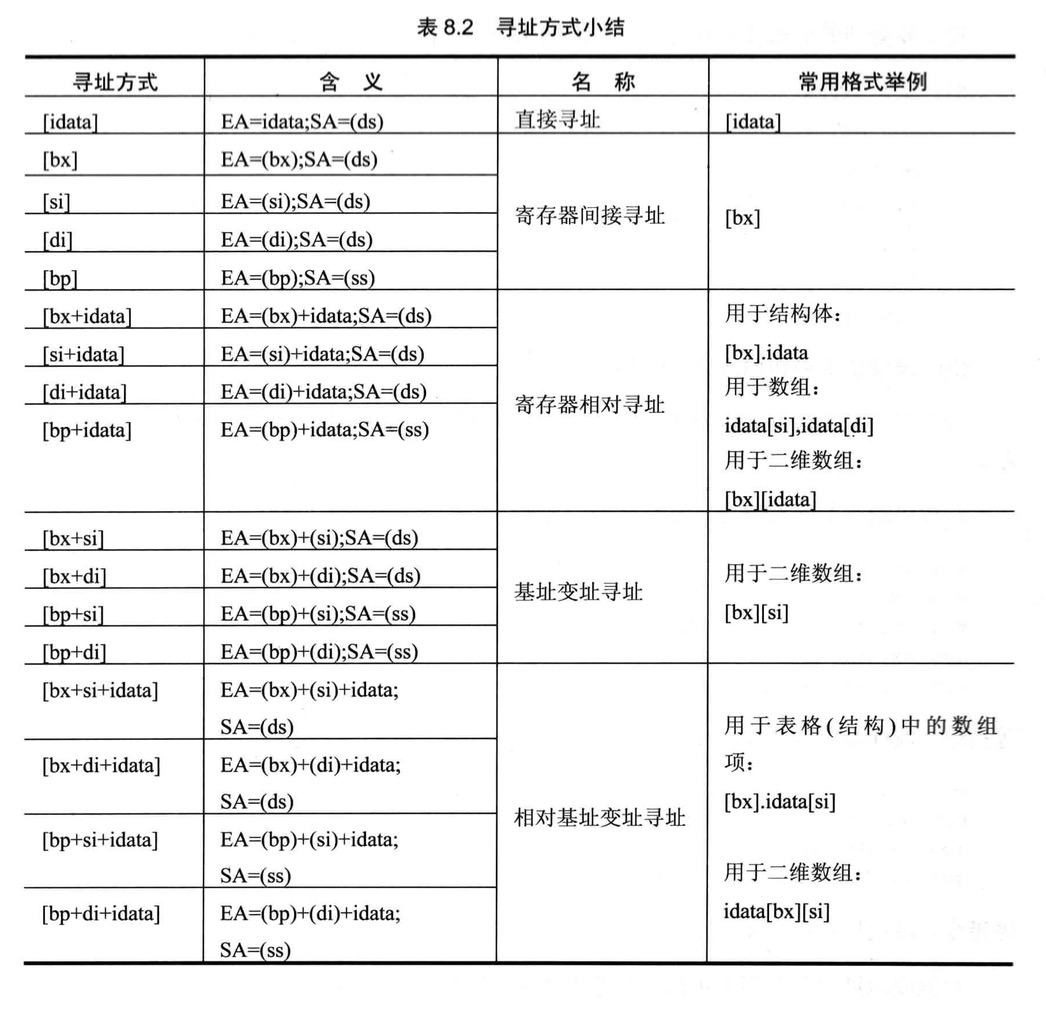 表 8.2 寻址方式小结
寻址方式 含 义 名 称 常用格式举例
[idata] EA=idata;SA=(ds) 直接寻址 [idata]
[bx] EA=(bx);SA=(ds)
[si] EA=(si);SA=(ds)
寄存器间接寻址 [bx]
[di] EA=(di);SA=(ds)
[bp] EA=(bp);SA=(ss)
[bx+idata] EA=(bx)+idata;SA=(ds) 用于结构体：
[si+idata] EA=(si)+idata;SA=(ds) [bx].idata
[di+idata] EA=(di)+idata;SA=(ds) 用于数组：
寄存器相对寻址
[bp+idata] EA=(bp)+idata;SA=(ss) idata[si],idata[di]
用于二维数组：
[bx][idata]
[bx+si] EA=(bx)+(si);SA=(ds)
[bx+di] EA=(bx)+(di);SA=(ds) 用于二维数组：
基址变址寻址
[bp+si] EA=(bp)+(si);SA=(ss) [bx][si]
[bp+di] EA=(bp)+(di);SA=(ss)
[bx+si+idata] EA=(bx)+(si)+idata;
SA=(ds) 用于表格(结构)中的数组
[bx+di+idata] EA=(bx)+(di)+idata; 项：
SA=(ds) [bx].idata[si]
相对基址变址寻址
[bp+si+idata] EA=(bp)+(si)+idata;
SA=(ss) 用于二维数组：
[bp+di+idata] EA=(bp)+(di)+idata; idata[bx][si]
SA=(ss)